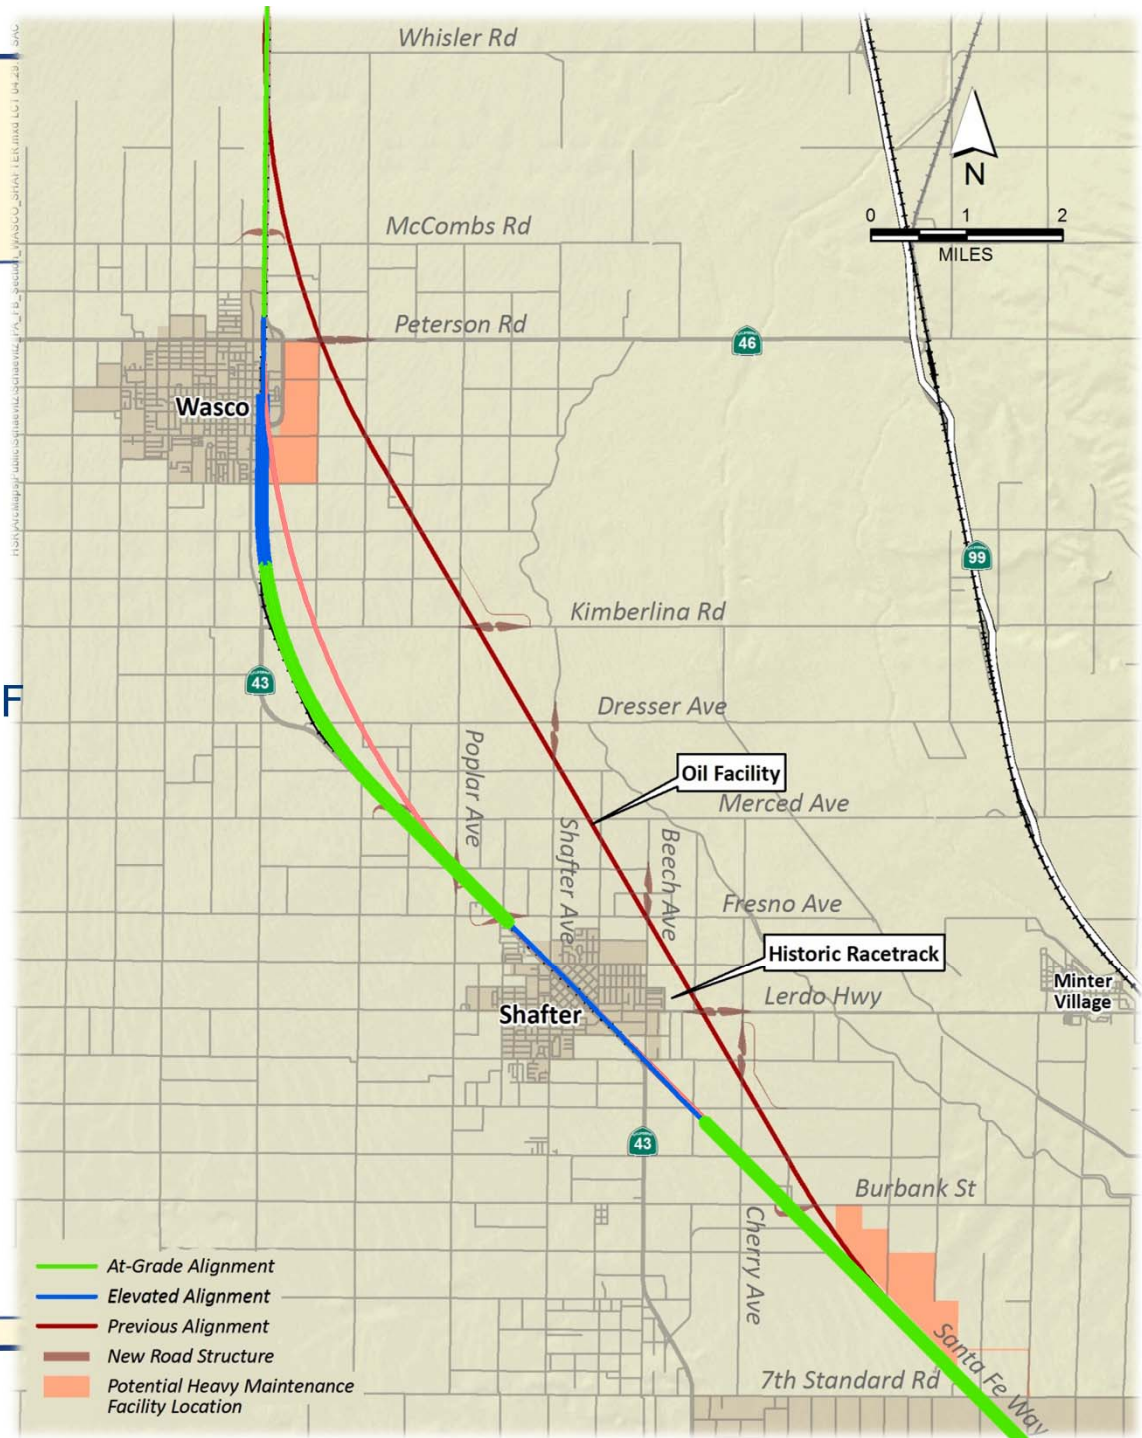 Whisler Rd
N
0 1 2
MILES
McCombs Rd
Peterson Rd
46
Wasco
99
Kimberlina Rd
43
F
Dresser Ave
Poplar Ave
Oil Facility
Merced Ave
Shafter Ave
Beech Ave
Fresno Ave
Historic Racetrack
Lerdo Hwy
Minter
Village
Shafter
43
Burbank St
Cherry Ave
At-Grade Alignment
Elevated Alignment
Previous Alignment
New Road Structure
Potential Heavy Maintenance
Facility Location
Santa Fe Way
7th Standard Rd